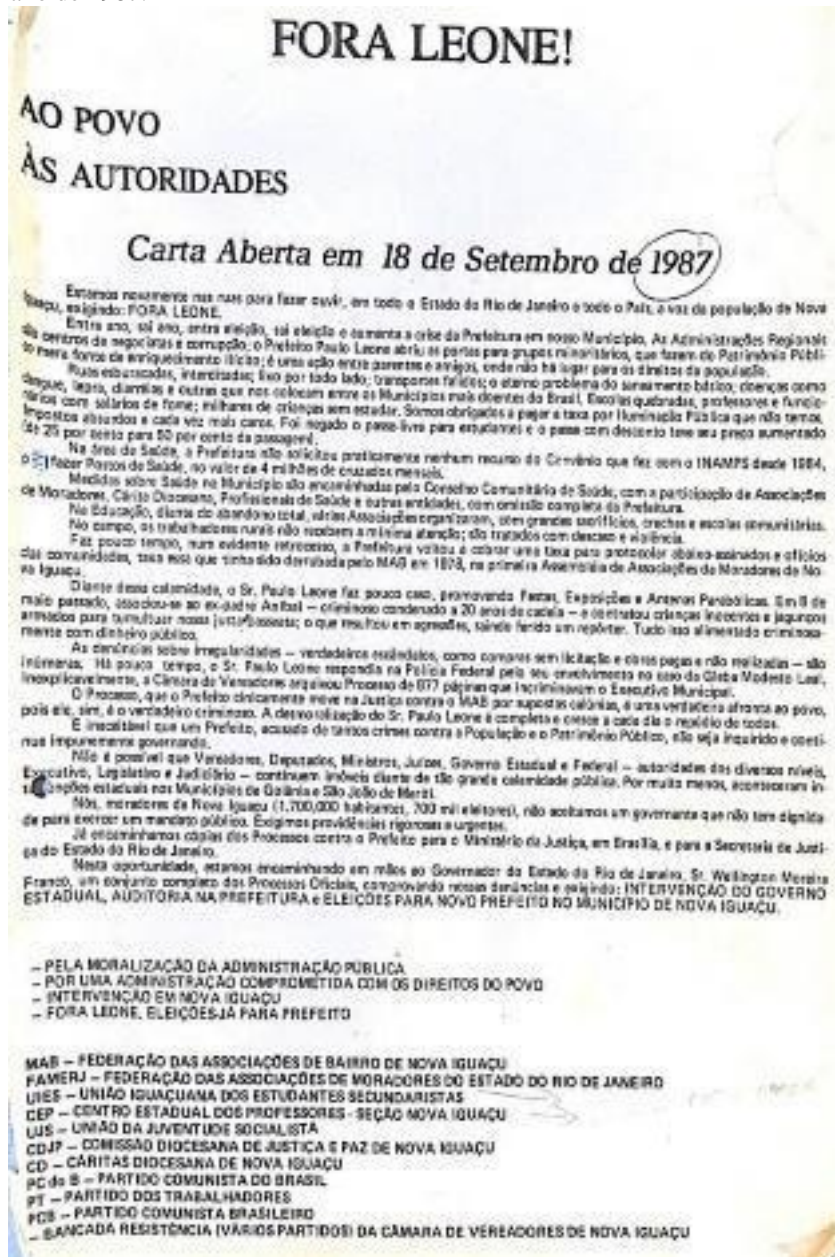 FORA LEONE!
AO POVO
ÀS AUTORIDADES
Carta Aberta em 18 de Setembro de 1987
Estamos novamente nas ruas para fazer ouvir, em todo o Estado do Rio de Janeiro e todo o País, a voz da população de Nova
Iguaçu, exigindo: FORA LEONE.
Entra ano, sai ano, entra eleição, sai eleição e aumenta a crise da Prefeitura em nosso Município. As Administrações Regionais
são centros de negociatas e corrupção; o Prefeito Paulo Leone abriu as portas para grupos minoritários, que fazem do Patrimônio Públi-
co mera fonte de enriquecimento ilícito; é uma ação entre parentes e amigos, onde não há lugar para os direitos da população.
Ruas esburacadas, interditadas; lixo por todo lado; transportes falidos; o eterno problema do saneamento básico; doenças como
dengue, lepra, diarréia e outras que nos colocam entre os Municípios mais doentes do Brasil. Escolas quebradas, professores e funcio-
nários com salários de fome; milhares de crianças sem estudar. Somos obrigados a pagar a taxa por Iluminação Pública que não temos.
Impostos absurdos e cada vez mais caros. Foi negado o passe-livre para estudantes e o passe com desconto teve seu preço aumentado
(de 25 por cento para 50 por cento da passagem).
Na área de Saúde, a Prefeitura não solicitou praticamente nenhum recurso do Convênio que fez com o INAMPS desde 1984,
o fazer Postos de Saúde, no valor de 4 milhões de cruzados mensais.
Medidas sobre Saúde no Município são encaminhadas pelo Conselho Comunitário de Saúde, com a participação de Associações
de Moradores, Cáritas Diocesana, Profissionais de Saúde e outras entidades, com omissão completa da Prefeitura.
Na Educação, diante do abandono total, várias Associações organizaram, com grandes sacrifícios, creches e escolas comunitárias.
No campo, os trabalhadores rurais não recebem a mínima atenção; são tratados com descaso e violência.
Faz pouco tempo, num evidente retrocesso, a Prefeitura voltou a cobrar uma taxa para protocolar abaixo-assinados e ofícios
das comunidades, taxa essa que tinha sido derrubada pelo MAB em 1978, na primeira Assembléia de Associações de Moradores de No-
va Iguaçu.
Diante dessa calamidade, o Sr. Paulo Leone faz pouco caso, promovendo Festas, Exposições e Antenas Parabólicas. Em 8 de
maio passado, associou-se ao ex-padre Anibal – criminoso condenado a 20 anos de cadeia – e contratou crianças inocentes e jagunços
armados para tumultuar nossa passeata; o que resultou em agressões, saindo ferido um repórter. Tudo isso alimentado criminosa-
mente com dinheiro público.
As denúncias sobre irregularidades – verdadeiros escândalos, como compras sem licitação e obras pagas e não realizadas – são
inúmeras. Há pouco tempo, o Sr. Paulo Leone respondia na Polícia Federal pelo seu envolvimento no caso da Gleba Modesto Leal,
Inexplicavelmente, a Câmara de Vereadores arquivou Processo de 877 páginas que incriminavam o Executivo Municipal.
O Processo, que o Prefeito cinicamente move na Justiça contra o MAB por supostas calúnias, é uma verdadeira afronta ao povo,
pois ele, sim, é o verdadeiro criminoso. A desmoralização do Sr. Paulo Leone é completa e cresce a cada dia o repúdio de todos.
É inaceitável que um Prefeito, acusado de tantos crimes contra a População e o Patrimônio Público, não seja inquirido e conti-
nue impunemente governando.
Não é possível que Vereadores, Deputados, Ministros, Juízes, Governo Estadual e Federal – autoridades dos diversos níveis,
Executivo, Legislativo e Judiciário – continuem imóveis diante de tão grande calamidade pública. Por muito menos, aconteceram in-
tervenções estaduais nos Municípios de Goiânia e São João de Meriti.
Nós, moradores de Nova Iguaçu (1.700.000 habitantes, 700 mil eleitores), não aceitamos um governante que não tem dignida-
de para exercer um mandato público. Exigimos providências rigorosas e urgentes.
Já encaminhamos cópias dos Processos contra o Prefeito para o Ministério da Justiça, em Brasília, e para a Secretaria de Justi-
ça do Estado do Rio de Janeiro.
Nesta oportunidade, estamos encaminhando em mãos ao Governador do Estado do Rio de Janeiro, Sr. Wellington Moreira
Franco, um conjunto completo dos Processos Oficiais, comprovando nossas denúncias e exigindo: INTERVENÇÃO DO GOVERNO
ESTADUAL, AUDITORIA NA PREFEITURA e ELEIÇÕES PARA NOVO PREFEITO NO MUNICÍPIO DE NOVA IGUAÇU.
– PELA MORALIZAÇÃO DA ADMINISTRAÇÃO PÚBLICA
– POR UMA ADMINISTRAÇÃO COMPROMETIDA COM OS DIREITOS DO POVO
– INTERVENÇÃO EM NOVA IGUAÇU
– FORA LEONE, ELEIÇÕES JÁ PARA PREFEITO
MAB – FEDERAÇÃO DAS ASSOCIAÇÕES DE BAIRRO DE NOVA IGUAÇU
FAMERJ – FEDERAÇÃO DAS ASSOCIAÇÕES DE MORADORES DO ESTADO DO RIO DE JANEIRO
UIES – UNIÃO IGUAÇUANA DOS ESTUDANTES SECUNDARISTAS
CEP – CENTRO ESTADUAL DOS PROFESSORES - SEÇÃO NOVA IGUAÇU
UJS – UNIÃO DA JUVENTUDE SOCIALISTA
CDJP – COMISSÃO DIOCESANA DE JUSTIÇA E PAZ DE NOVA IGUAÇU
CD – CÁRITAS DIOCESANA DE NOVA IGUAÇU
PC do B – PARTIDO COMUNISTA DO BRASIL
PT – PARTIDO DOS TRABALHADORES
PCB – PARTIDO COMUNISTA BRASILEIRO
– BANCADA RESISTÊNCIA (VÁRIOS PARTIDOS) DA CÂMARA DE VEREADORES DE NOVA IGUAÇU